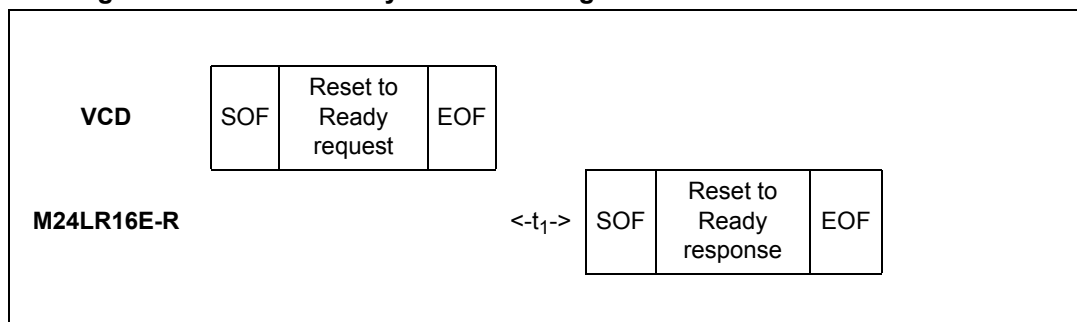 VCD
SOF
Reset to
Ready
request
EOF
M24LR16E-R
<-t1->
SOF
Reset to
Ready
response
EOF